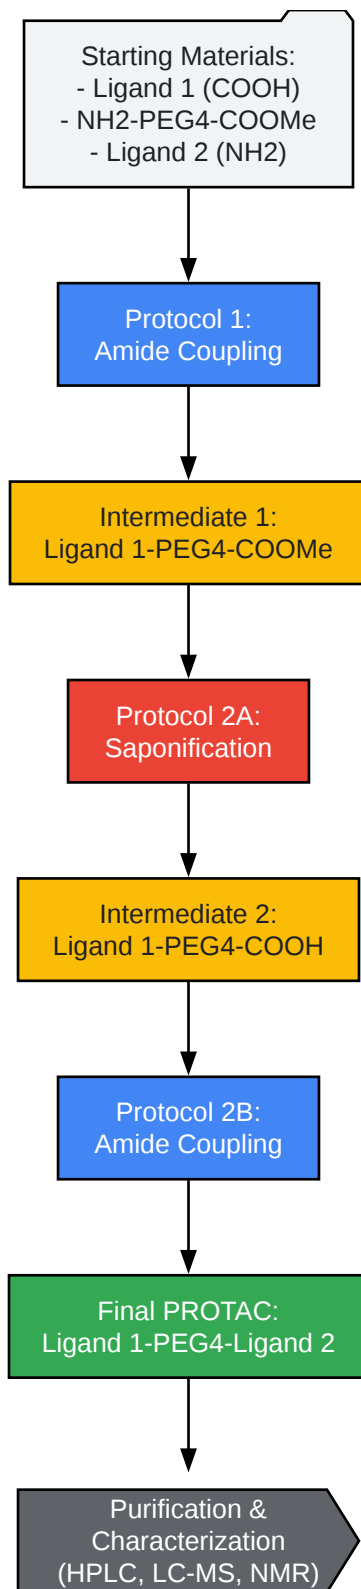 Starting Materials:
- Ligand 1 (COOH)
- NH2-PEG4-COOMe
- Ligand 2 (NH2)
Protocol 1:
Amide Coupling
Intermediate 1:
Ligand 1-PEG4-COOMe
Protocol 2A:
Saponification
Intermediate 2:
Ligand 1-PEG4-COOH
Protocol 2B:
Amide Coupling
Final PROTAC:
Ligand 1-PEG4-Ligand 2
Purification &
Characterization
(HPLC, LC-MS, NMR)